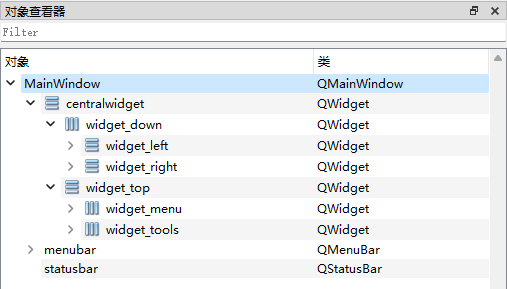 对象查看器
Filter
对象 类
MainWindow QMainWindow
centralwidget QWidget
widget_down QWidget
widget_left QWidget
widget_right QWidget
widget_top QWidget
widget_menu QWidget
widget_tools QWidget
menubar QMenuBar
statusbar QStatusBar